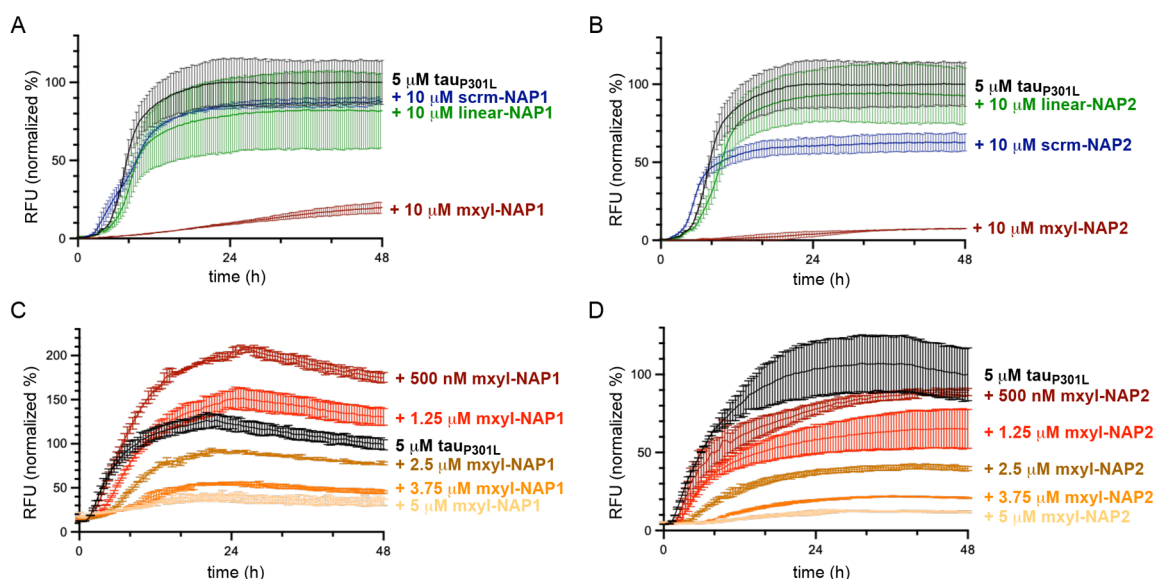 A
RFU (normalized %)
100
50
0
0
24
48
time (h)
5 μM tauP301L
+ 10 μM scrm-NAP1
+ 10 μM linear-NAP1
+ 10 μM mxyl-NAP1
B
RFU (normalized %)
100
50
0
0
24
48
time (h)
5 μM tauP301L
+ 10 μM linear-NAP2
+ 10 μM scrm-NAP2
+ 10 μM mxyl-NAP2
C
RFU (normalized %)
200
150
100
50
0
0
24
48
time (h)
+ 500 nM mxyl-NAP1
+ 1.25 μM mxyl-NAP1
5 μM tauP301L
+ 2.5 μM mxyl-NAP1
+ 3.75 μM mxyl-NAP1
+ 5 μM mxyl-NAP1
D
RFU (normalized %)
100
50
0
0
24
48
time (h)
5 μM tauP301L
+ 500 nM mxyl-NAP2
+ 1.25 μM mxyl-NAP2
+ 2.5 μM mxyl-NAP2
+ 3.75 μM mxyl-NAP2
+ 5 μM mxyl-NAP2